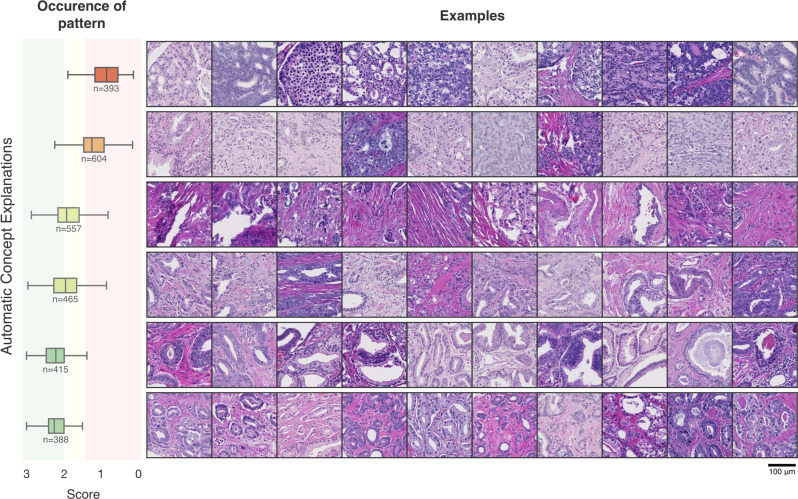 Occurence of
pattern
Examples
Automatic Concept Explanations
n=393
n=604
n=557
n=465
n=415
n=388
3 2 1 0
Score
100 µm